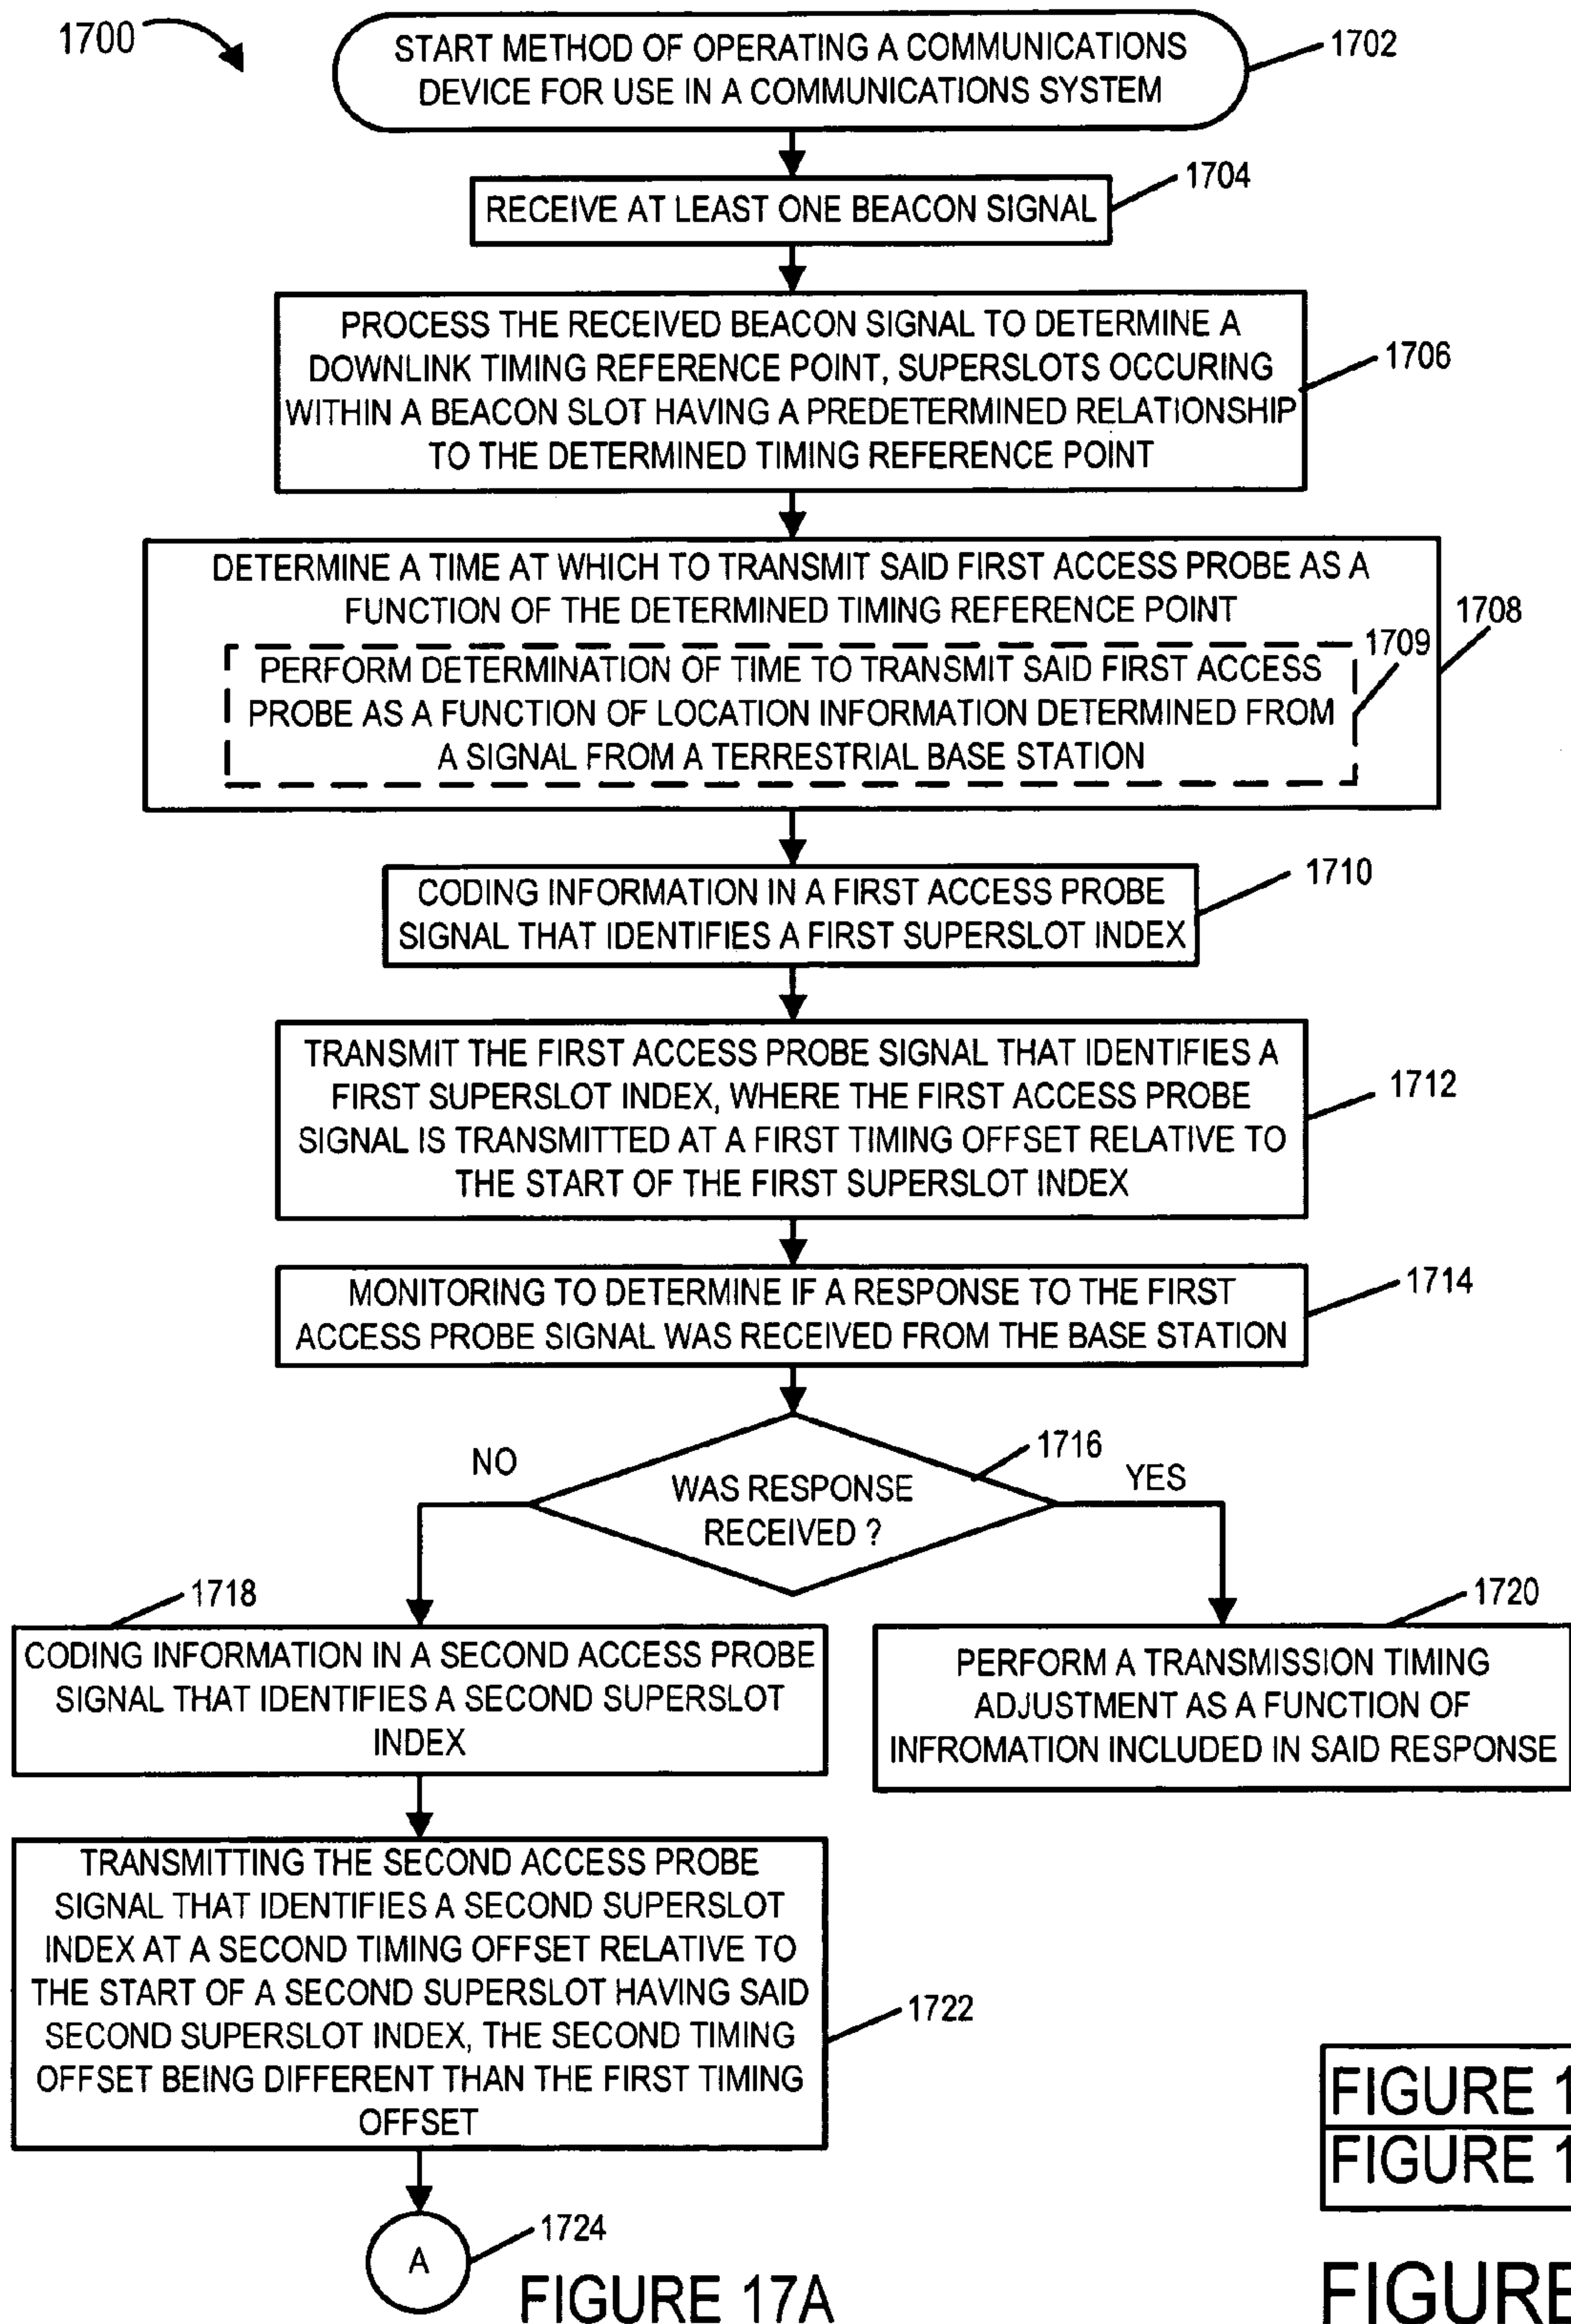 1700
START METHOD OF OPERATING A COMMUNICATIONS
DEVICE FOR USE IN A COMMUNICATIONS SYSTEM
1702
RECEIVE AT LEAST ONE BEACON SIGNAL
1704
PROCESS THE RECEIVED BEACON SIGNAL TO DETERMINE A
DOWNLINK TIMING REFERENCE POINT, SUPERSLOTS OCCURING
WITHIN A BEACON SLOT HAVING A PREDETERMINED RELATIONSHIP
TO THE DETERMINED TIMING REFERENCE POINT
1706
DETERMINE A TIME AT WHICH TO TRANSMIT SAID FIRST ACCESS PROBE AS A
FUNCTION OF THE DETERMINED TIMING REFERENCE POINT
1708
1709
PERFORM DETERMINATION OF TIME TO TRANSMIT SAID FIRST ACCESS
PROBE AS A FUNCTION OF LOCATION INFORMATION DETERMINED FROM
A SIGNAL FROM A TERRESTRIAL BASE STATION
CODING INFORMATION IN A FIRST ACCESS PROBE
SIGNAL THAT IDENTIFIES A FIRST SUPERSLOT INDEX
1710
TRANSMIT THE FIRST ACCESS PROBE SIGNAL THAT IDENTIFIES A
FIRST SUPERSLOT INDEX, WHERE THE FIRST ACCESS PROBE
SIGNAL IS TRANSMITTED AT A FIRST TIMING OFFSET RELATIVE TO
THE START OF THE FIRST SUPERSLOT INDEX
1712
MONITORING TO DETERMINE IF A RESPONSE TO THE FIRST
ACCESS PROBE SIGNAL WAS RECEIVED FROM THE BASE STATION
1714
WAS RESPONSE
RECEIVED ?
1716
NO
YES
1718
CODING INFORMATION IN A SECOND ACCESS PROBE
SIGNAL THAT IDENTIFIES A SECOND SUPERSLOT
INDEX
1720
PERFORM A TRANSMISSION TIMING
ADJUSTMENT AS A FUNCTION OF
INFROMATION INCLUDED IN SAID RESPONSE
TRANSMITTING THE SECOND ACCESS PROBE
SIGNAL THAT IDENTIFIES A SECOND SUPERSLOT
INDEX AT A SECOND TIMING OFFSET RELATIVE TO
THE START OF A SECOND SUPERSLOT HAVING SAID
SECOND SUPERSLOT INDEX, THE SECOND TIMING
OFFSET BEING DIFFERENT THAN THE FIRST TIMING
OFFSET
1722
A
1724
FIGURE 17A
FIGURE 1
FIGURE 1
FIGURE